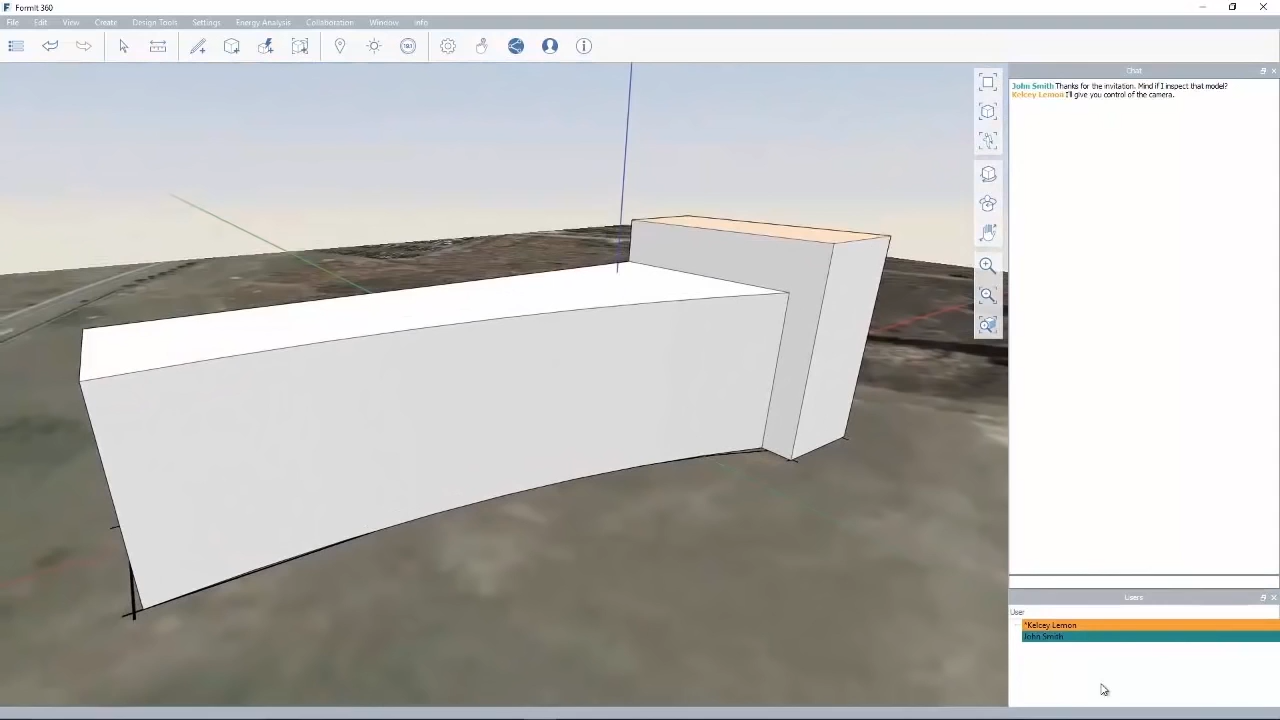 FormIt 360
File Edit View Create Design Tools Settings Energy Analysis Collaboration Window Info
Chat
John Smith Thanks for the invitation. Mind if I inspect that model?
Kelcey Lemon I'll give you control of the camera.
Users
User
*Kelcey Lemon
John Smith